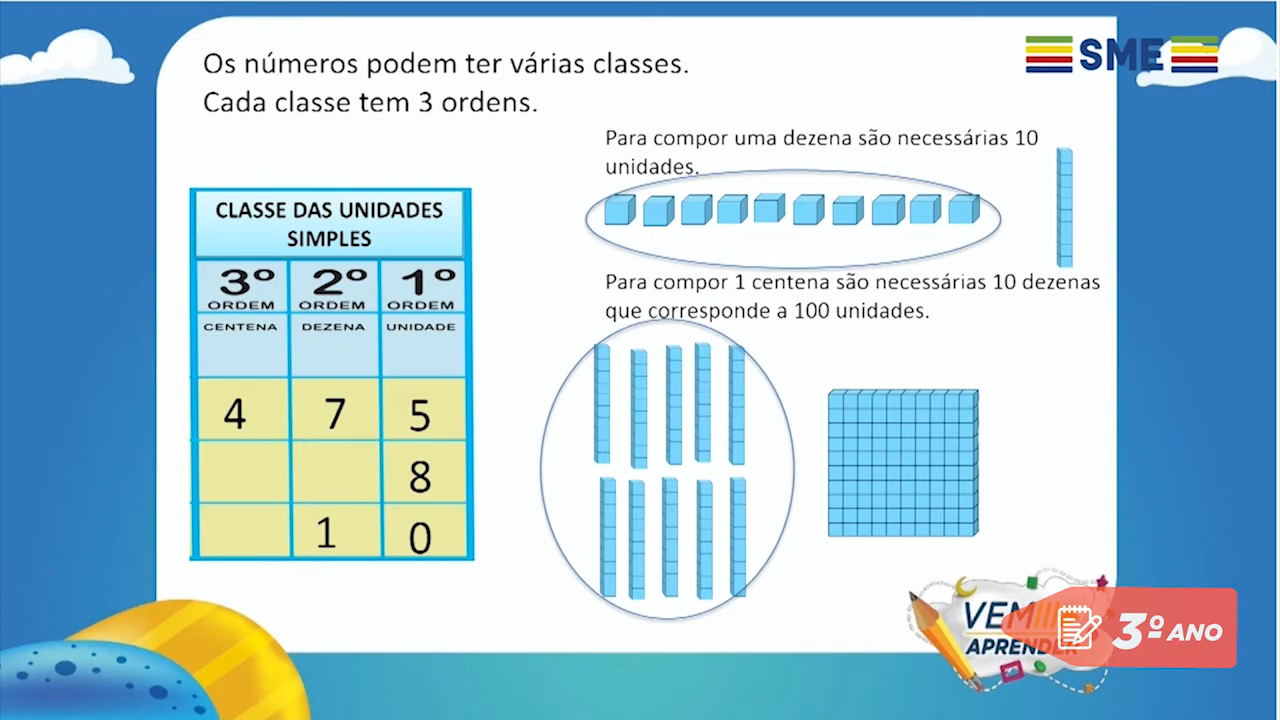 Os números podem ter várias classes.
Cada classe tem 3 ordens.
SME
Para compor uma dezena são necessárias 10
unidades.
CLASSE DAS UNIDADES
SIMPLES
3º 2º 1º
ORDEM ORDEM ORDEM
CENTENA DEZENA UNIDADE
4 7 5
8
1 0
Para compor 1 centena são necessárias 10 dezenas
que corresponde a 100 unidades.
VEM
APRENDER
3º ANO